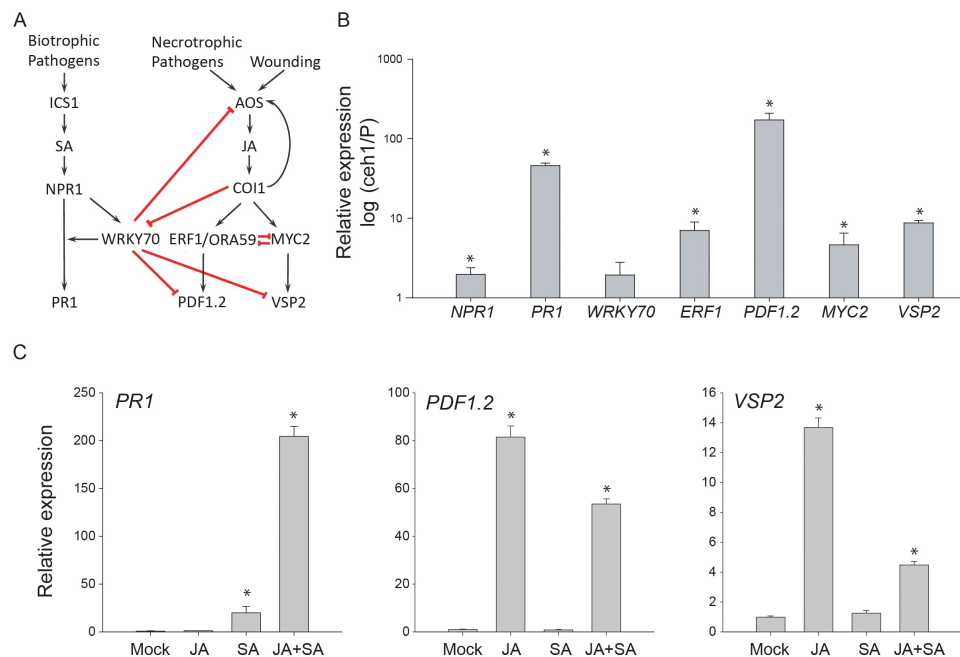 A
Biotrophic
Pathogens
Necrotrophic
Pathogens
Wounding
ICS1
AOS
SA
JA
NPR1
COI1
WRKY70
ERF1/ORA59
MYC2
PR1
PDF1.2
VSP2
B
Relative expression
log (ceh1/P)
1000
100
10
1
*
*
*
*
*
*
NPR1
PR1
WRKY70
ERF1
PDF1.2
MYC2
VSP2
C
Relative expression
PR1
250
200
150
100
50
0
*
*
Mock
JA
SA
JA+SA
PDF1.2
100
80
60
40
20
0
*
*
Mock
JA
SA
JA+SA
VSP2
16
14
12
10
8
6
4
2
0
*
*
Mock
JA
SA
JA+SA